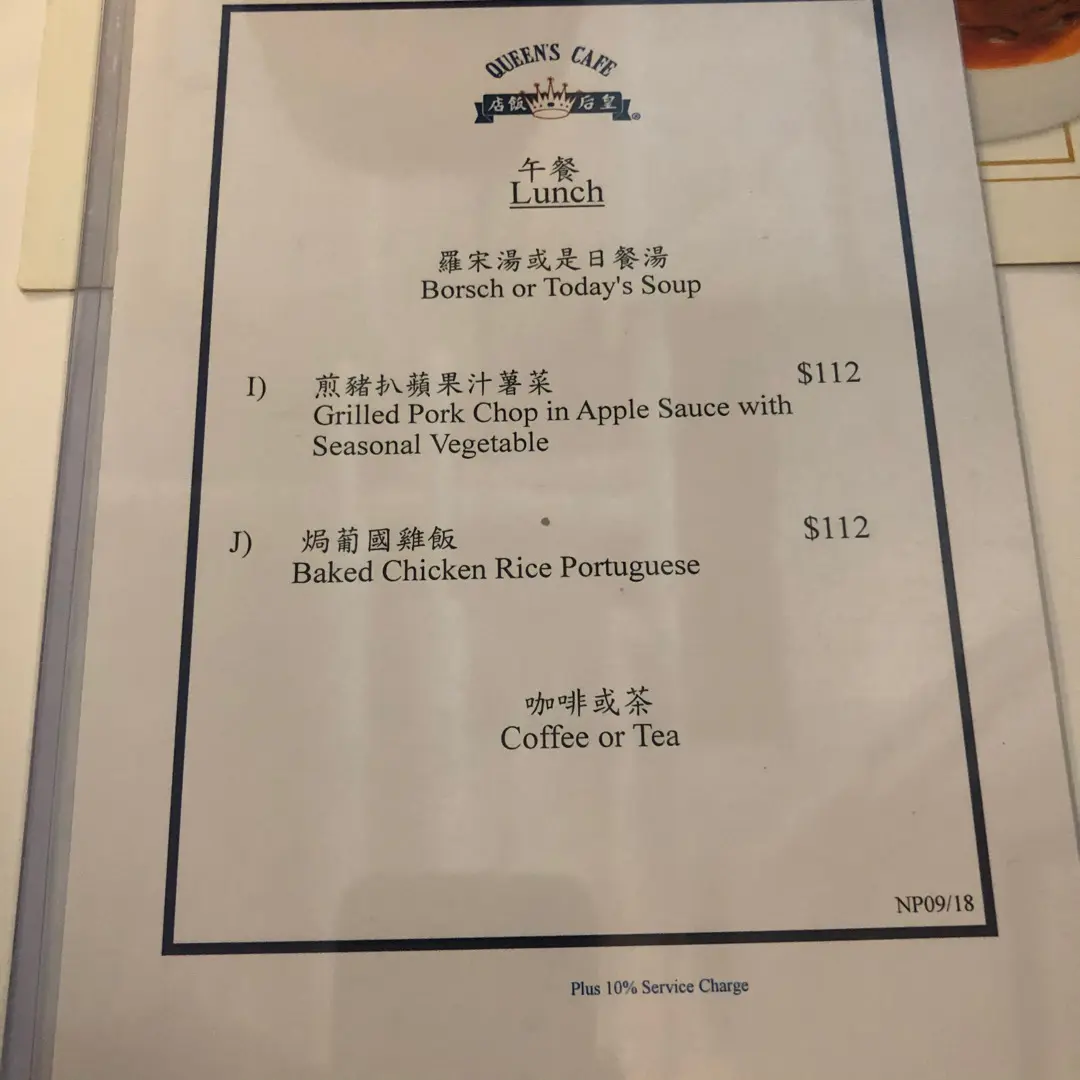 QUEEN'S CAFE
店飯 后皇
午餐
Lunch
羅宋湯或是日餐湯
Borsch or Today's Soup
I) 煎豬扒蘋果汁薯菜 $112
Grilled Pork Chop in Apple Sauce with
Seasonal Vegetable
J) 焗葡國雞飯 $112
Baked Chicken Rice Portuguese
咖啡或茶
Coffee or Tea
NP09/18
Plus 10% Service Charge